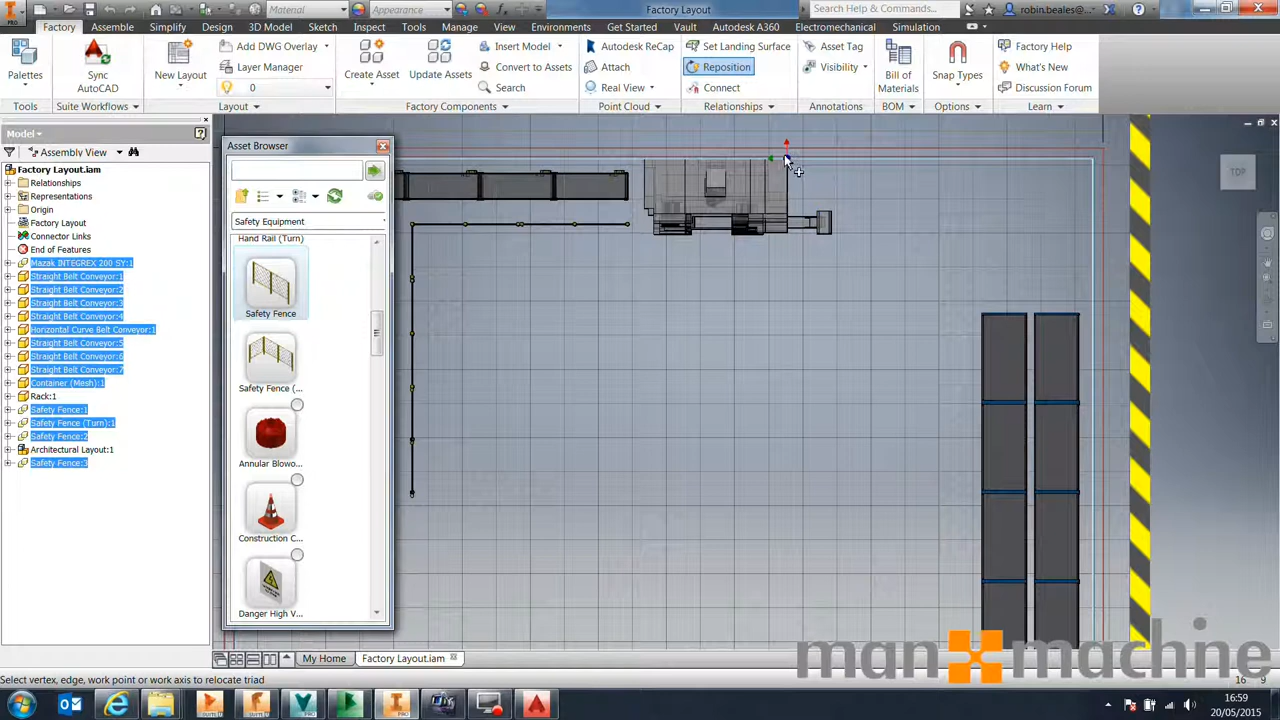 PRO
Material
Appearance
Factory Layout
Search Help & Commands...
robin.beales...
Factory Assemble Simplify Design 3D Model Sketch Inspect Tools Manage View Environments Get Started Vault Autodesk A360 Electromechanical Simulation
Palettes
Sync AutoCAD
New Layout
Add DWG Overlay
Layer Manager
0
Create Asset
Update Assets
Insert Model
Convert to Assets
Search
Autodesk ReCap
Attach
Real View
Set Landing Surface
Reposition
Connect
Asset Tag
Visibility
Bill of Materials
Snap Types
Factory Help
What's New
Discussion Forum
Tools Suite Workflows Layout Factory Components Point Cloud Relationships Annotations BOM Options Learn
Model
Assembly View
Factory Layout.iam
Relationships
Representations
Origin
Factory Layout
Connector Links
End of Features
Mazak INTEGREX 200 SY:1
Straight Belt Conveyor:1
Straight Belt Conveyor:2
Straight Belt Conveyor:3
Straight Belt Conveyor:4
Horizontal Curve Belt Conveyor:1
Straight Belt Conveyor:5
Straight Belt Conveyor:6
Straight Belt Conveyor:7
Container (Mesh):1
Rack:1
Safety Fence:1
Safety Fence (Turn):1
Safety Fence:2
Architectural Layout:1
Safety Fence:3
Asset Browser
Safety Equipment
Hand Rail (Turn)
Safety Fence
Safety Fence (...
Annular Blowo...
Construction C...
Danger High V...
TOP
My Home
Factory Layout.iam
man machine
Select vertex, edge, work point or work axis to relocate triad
16 9
16:59
20/05/2015